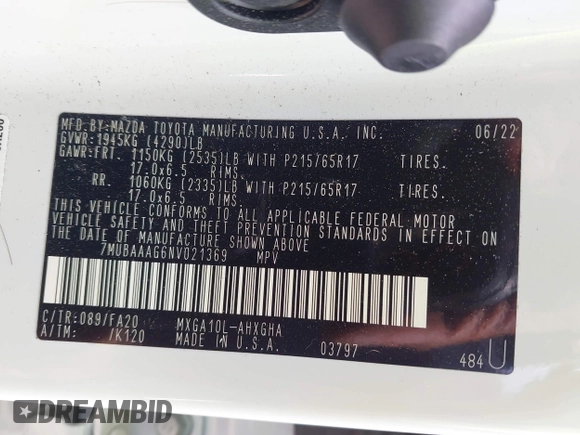 MFD.BY:MAZDA TOYOTA MANUFACTURING U.S.A. INC. 06/22
GVWR:1945KG (4290)LB
GAWR:FRT. 1150KG (2535)LB WITH P215/65R17 TIRES.
17.0x6.5 RIMS.
RR. 1060KG (2335)LB WITH P215/65R17 TIRES.
17.0x6.5 RIMS.
THIS VEHICLE CONFORMS TO ALL APPLICABLE FEDERAL MOTOR
VEHICLE SAFETY AND THEFT PREVENTION STANDARDS IN EFFECT ON
THE DATE OF MANUFACTURE SHOWN ABOVE
7MUBAAAG6NV021369 MPV
C/TR:089/FA20 MXGA10L-AHXGHA
A/TM: /K120 MADE IN U.S.A. 03797 484U
DREAMBID